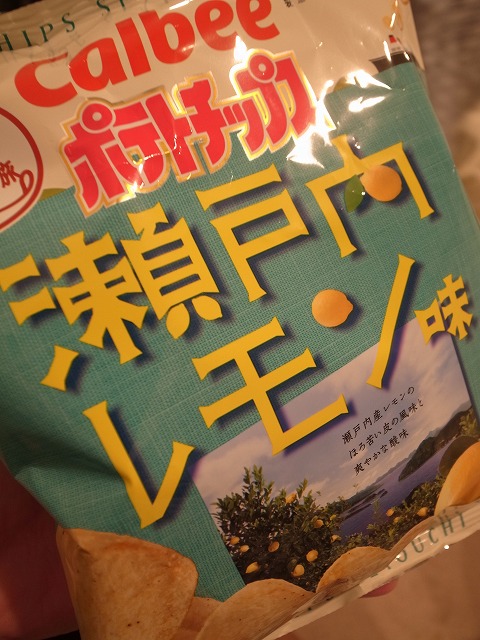 HIPS S
Calbee
ポテトチップス
旅
瀬戸内
レモン味
瀬戸内産レモンの
ほろ苦い皮の風味と
爽やかな酸味